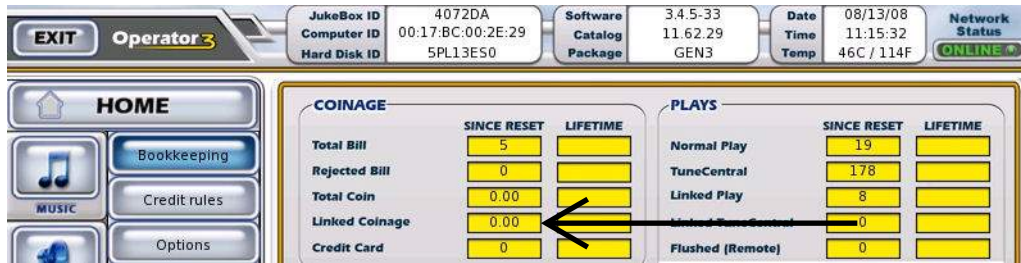 EXIT
Operator 3
JukeBox ID 4072DA
Computer ID 00:17:BC:00:2E:29
Hard Disk ID 5PL13ES0
Software 3.4.5-33
Catalog 11.62.29
Package GEN3
Date 08/13/08
Time 11:15:32
Temp 46C / 114F
Network
Status
ONLINE
HOME
MUSIC
Bookkeeping
Credit rules
Options
COINAGE
SINCE RESET LIFETIME
Total Bill 5
Rejected Bill 0
Total Coin 0.00
Linked Coinage 0.00
Credit Card 0
PLAYS
SINCE RESET LIFETIME
Normal Play 19
TuneCentral 178
Linked Play 8
Linked TuneCentral 0
Flushed (Remote) 0